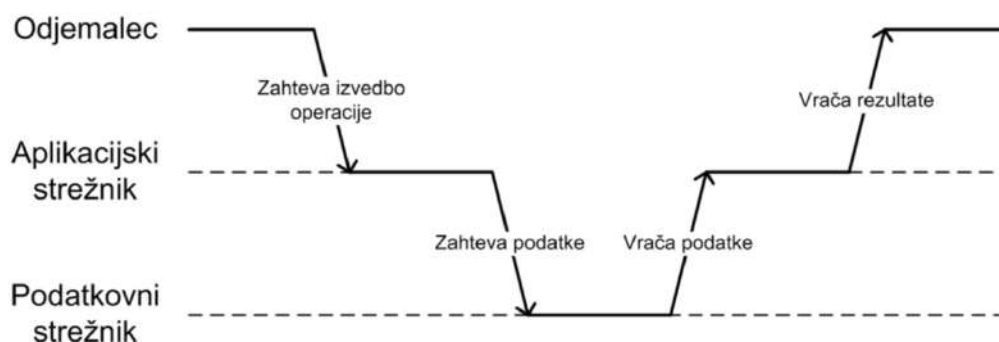 Odjemalec
Zahteva izvedbo
operacije
Vrača rezultate
Aplikacijski
strežnik
Zahteva podatke
Vrača podatke
Podatkovni
strežnik